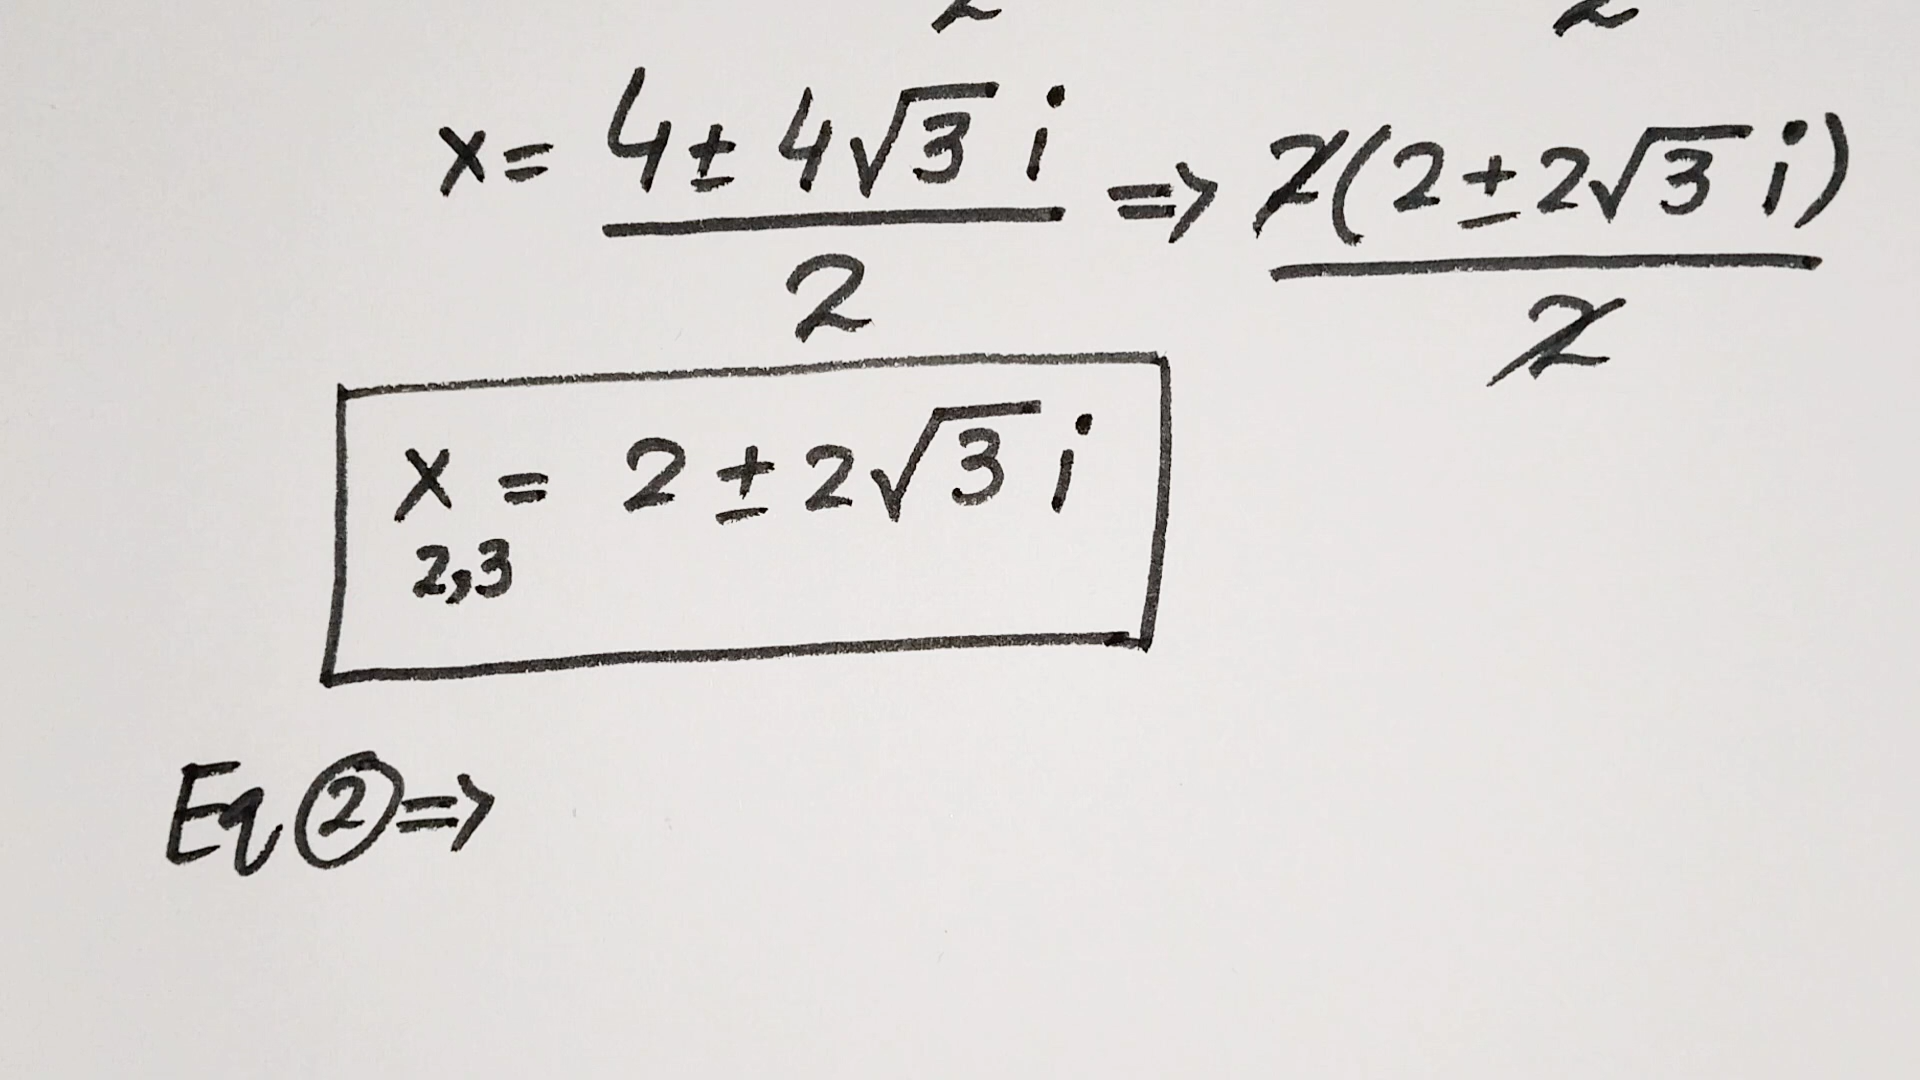 x = 4 ± 4√3 i / 2 => 2(2 ± 2√3 i) / 2
x2,3 = 2 ± 2√3 i
Eq ② =>